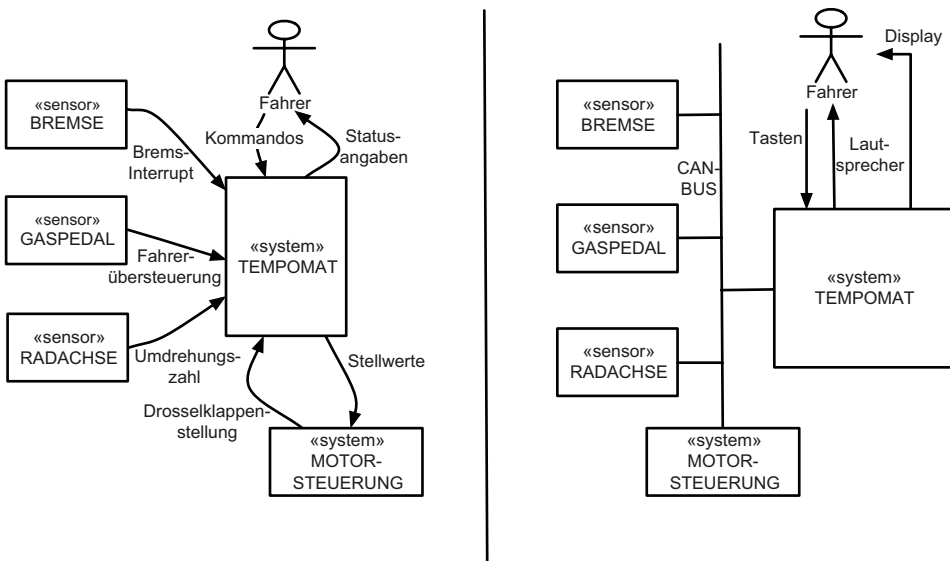 «sensor»
BREMSE
Fahrer
Kommandos
Status-
angaben
Brems-
Interrupt
«sensor»
GASPEDAL
Fahrer-
übersteuerung
«system»
TEMPOMAT
«sensor»
RADACHSE
Umdrehungs-
zahl
Stellwerte
Drosselklappen-
stellung
«system»
MOTOR-
STEUERUNG
Display
Fahrer
«sensor»
BREMSE
Tasten
Laut-
sprecher
CAN-
BUS
«sensor»
GASPEDAL
«system»
TEMPOMAT
«sensor»
RADACHSE
«system»
MOTOR-
STEUERUNG